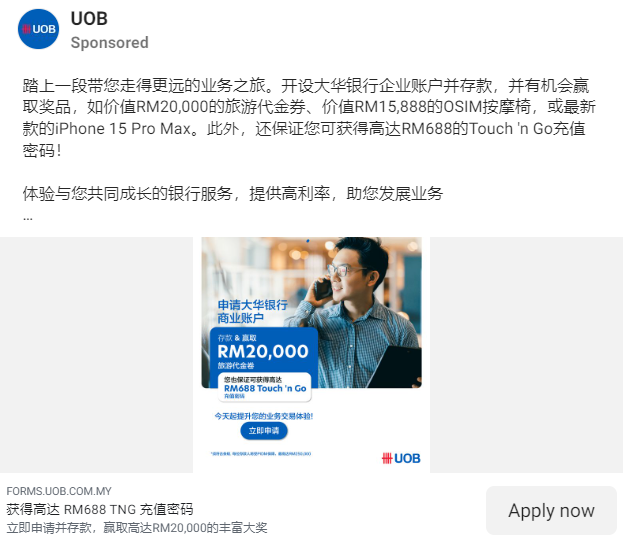 UOB
UOB
Sponsored
踏上一段带您走得更远的业务之旅。开设大华银行企业账户并存款，并有机会赢
取奖品，如价值RM20,000的旅游代金券、价值RM15,888的OSIM按摩椅，或最新
款的iPhone 15 Pro Max。此外，还保证您可获得高达RM688的Touch 'n Go充值
密码！
体验与您共同成长的银行服务，提供高利率，助您发展业务
...
申请大华银行
商业账户
存款 & 赢取
RM20,000
旅游代金卷
您也保证可获得高达
RM688 Touch 'n Go
充值密码
今天起提升您的业务交易体验!
立即申请
UOB
FORMS.UOB.COM.MY
获得高达 RM688 TNG 充值密码
立即申请并存款，赢取高达RM20,000的丰富大奖
Apply now